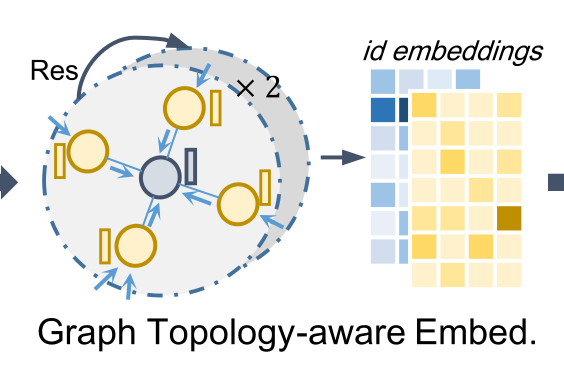 id embeddings
Res
× 2
Graph Topology-aware Embed.